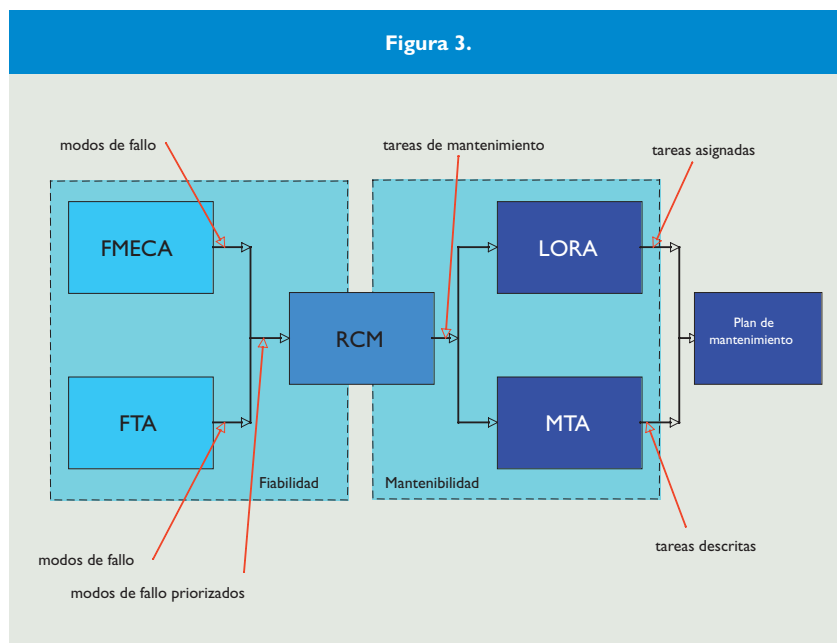 Figura 3.
modos de fallo
tareas de mantenimiento
tareas asignadas
FMECA
LORA
RCM
Plan de
mantenimiento
FTA
MTA
Fiabilidad
Mantenibilidad
modos de fallo
tareas descritas
modos de fallo priorizados